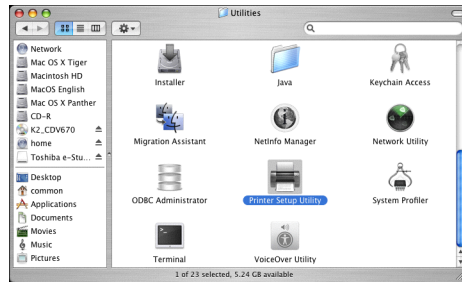 Utilities
Network
Mac OS X Tiger
Macintosh HD
MacOS English
Mac OS X Panther
CD-R
K2_CDV670
home
Toshiba e-Stu...
Desktop
common
Applications
Documents
Movies
Music
Pictures
Installer
Java
Keychain Access
Migration Assistant
NetInfo Manager
Network Utility
ODBC Administrator
Printer Setup Utility
System Profiler
Terminal
VoiceOver Utility
1 of 23 selected, 5.24 GB available